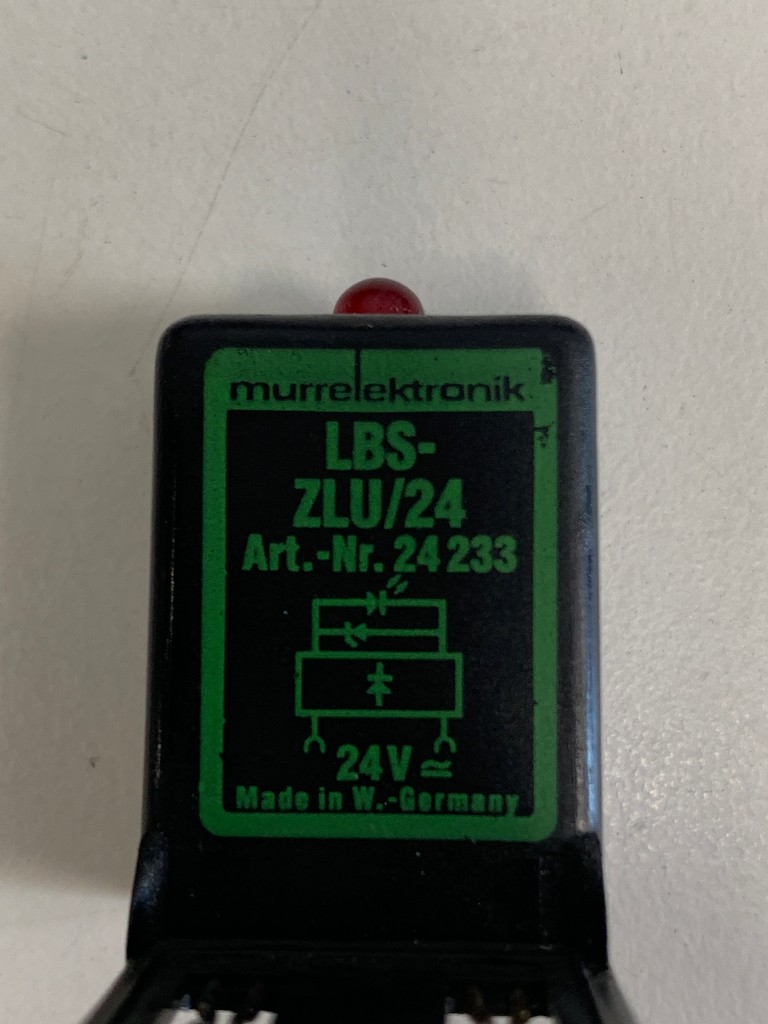 murrelektronik
LBS-
ZLU/24
Art.-Nr. 24 233
24V ≃
Made in W.-Germany